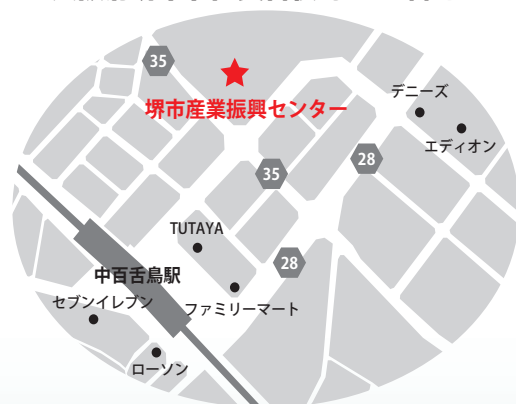 35
堺市産業振興センター
デニーズ
エディオン
28
35
TUTAYA
28
中百舌鳥駅
セブンイレブン
ファミリーマート
ローソン